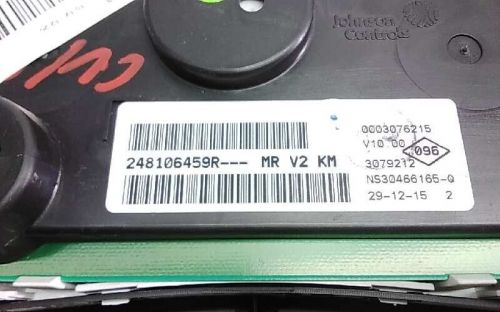 Johnson
Controls
248106459R--- MR V2 KM
0003076215
V10.00
096
3079212
NS30466165-Q
29-12-15 2